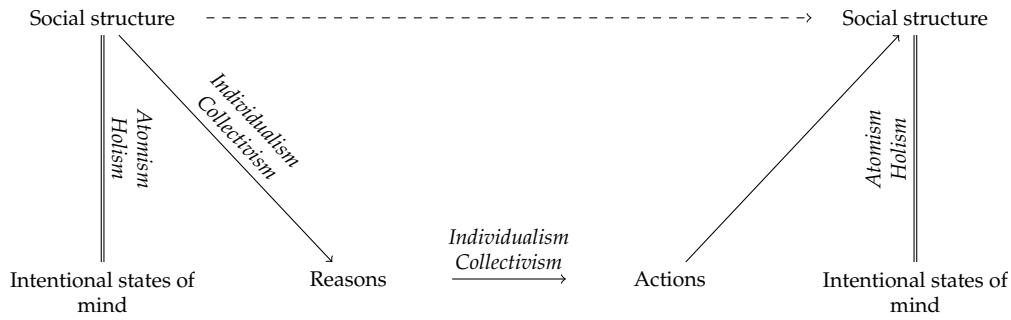 Social structure
Social structure
Individualism
Collectivism
Atomism
Holism
Atomism
Holism
Individualism
Collectivism
Intentional states of
mind
Reasons
Actions
Intentional states of
mind